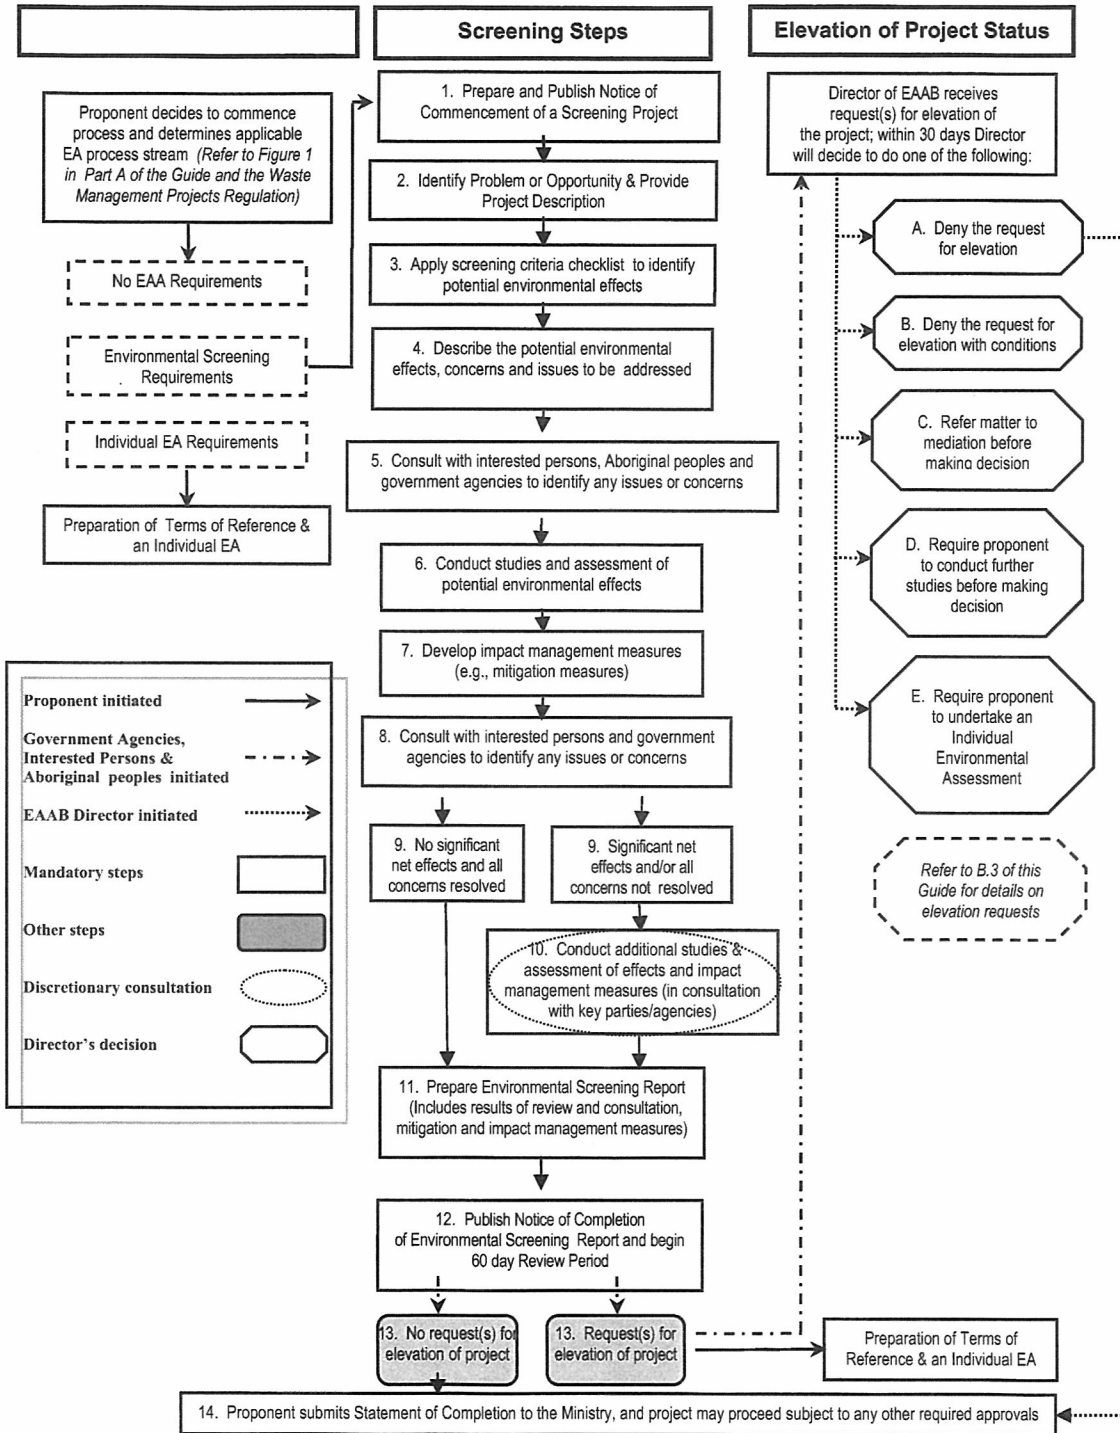 Screening Steps
Elevation of Project Status
Proponent decides to commence
process and determines applicable
EA process stream (Refer to Figure 1
in Part A of the Guide and the Waste
Management Projects Regulation)
No EAA Requirements
Environmental Screening
Requirements
Individual EA Requirements
Preparation of Terms of Reference &
an Individual EA
1. Prepare and Publish Notice of
Commencement of a Screening Project
2. Identify Problem or Opportunity & Provide
Project Description
3. Apply screening criteria checklist to identify
potential environmental effects
4. Describe the potential environmental
effects, concerns and issues to be addressed
5. Consult with interested persons, Aboriginal peoples and
government agencies to identify any issues or concerns
6. Conduct studies and assessment of
potential environmental effects
7. Develop impact management measures
(e.g., mitigation measures)
8. Consult with interested persons and government
agencies to identify any issues or concerns
9. No significant
net effects and all
concerns resolved
9. Significant net
effects and/or all
concerns not resolved
10. Conduct additional studies &
assessment of effects and impact
management measures (in consultation
with key parties/agencies)
11. Prepare Environmental Screening Report
(Includes results of review and consultation,
mitigation and impact management measures)
12. Publish Notice of Completion
of Environmental Screening Report and begin
60 day Review Period
13. No request(s) for
elevation of project
13. Request(s) for
elevation of project
Preparation of Terms of
Reference & an Individual EA
14. Proponent submits Statement of Completion to the Ministry, and project may proceed subject to any other required approvals
Director of EAAB receives
request(s) for elevation of
the project; within 30 days Director
will decide to do one of the following:
A. Deny the request
for elevation
B. Deny the request for
elevation with conditions
C. Refer matter to
mediation before
making decision
D. Require proponent
to conduct further
studies before making
decision
E. Require proponent
to undertake an
Individual
Environmental
Assessment
Refer to B.3 of this
Guide for details on
elevation requests
Proponent initiated
Government Agencies,
Interested Persons &
Aboriginal peoples initiated
EAAB Director initiated
Mandatory steps
Other steps
Discretionary consultation
Director's decision